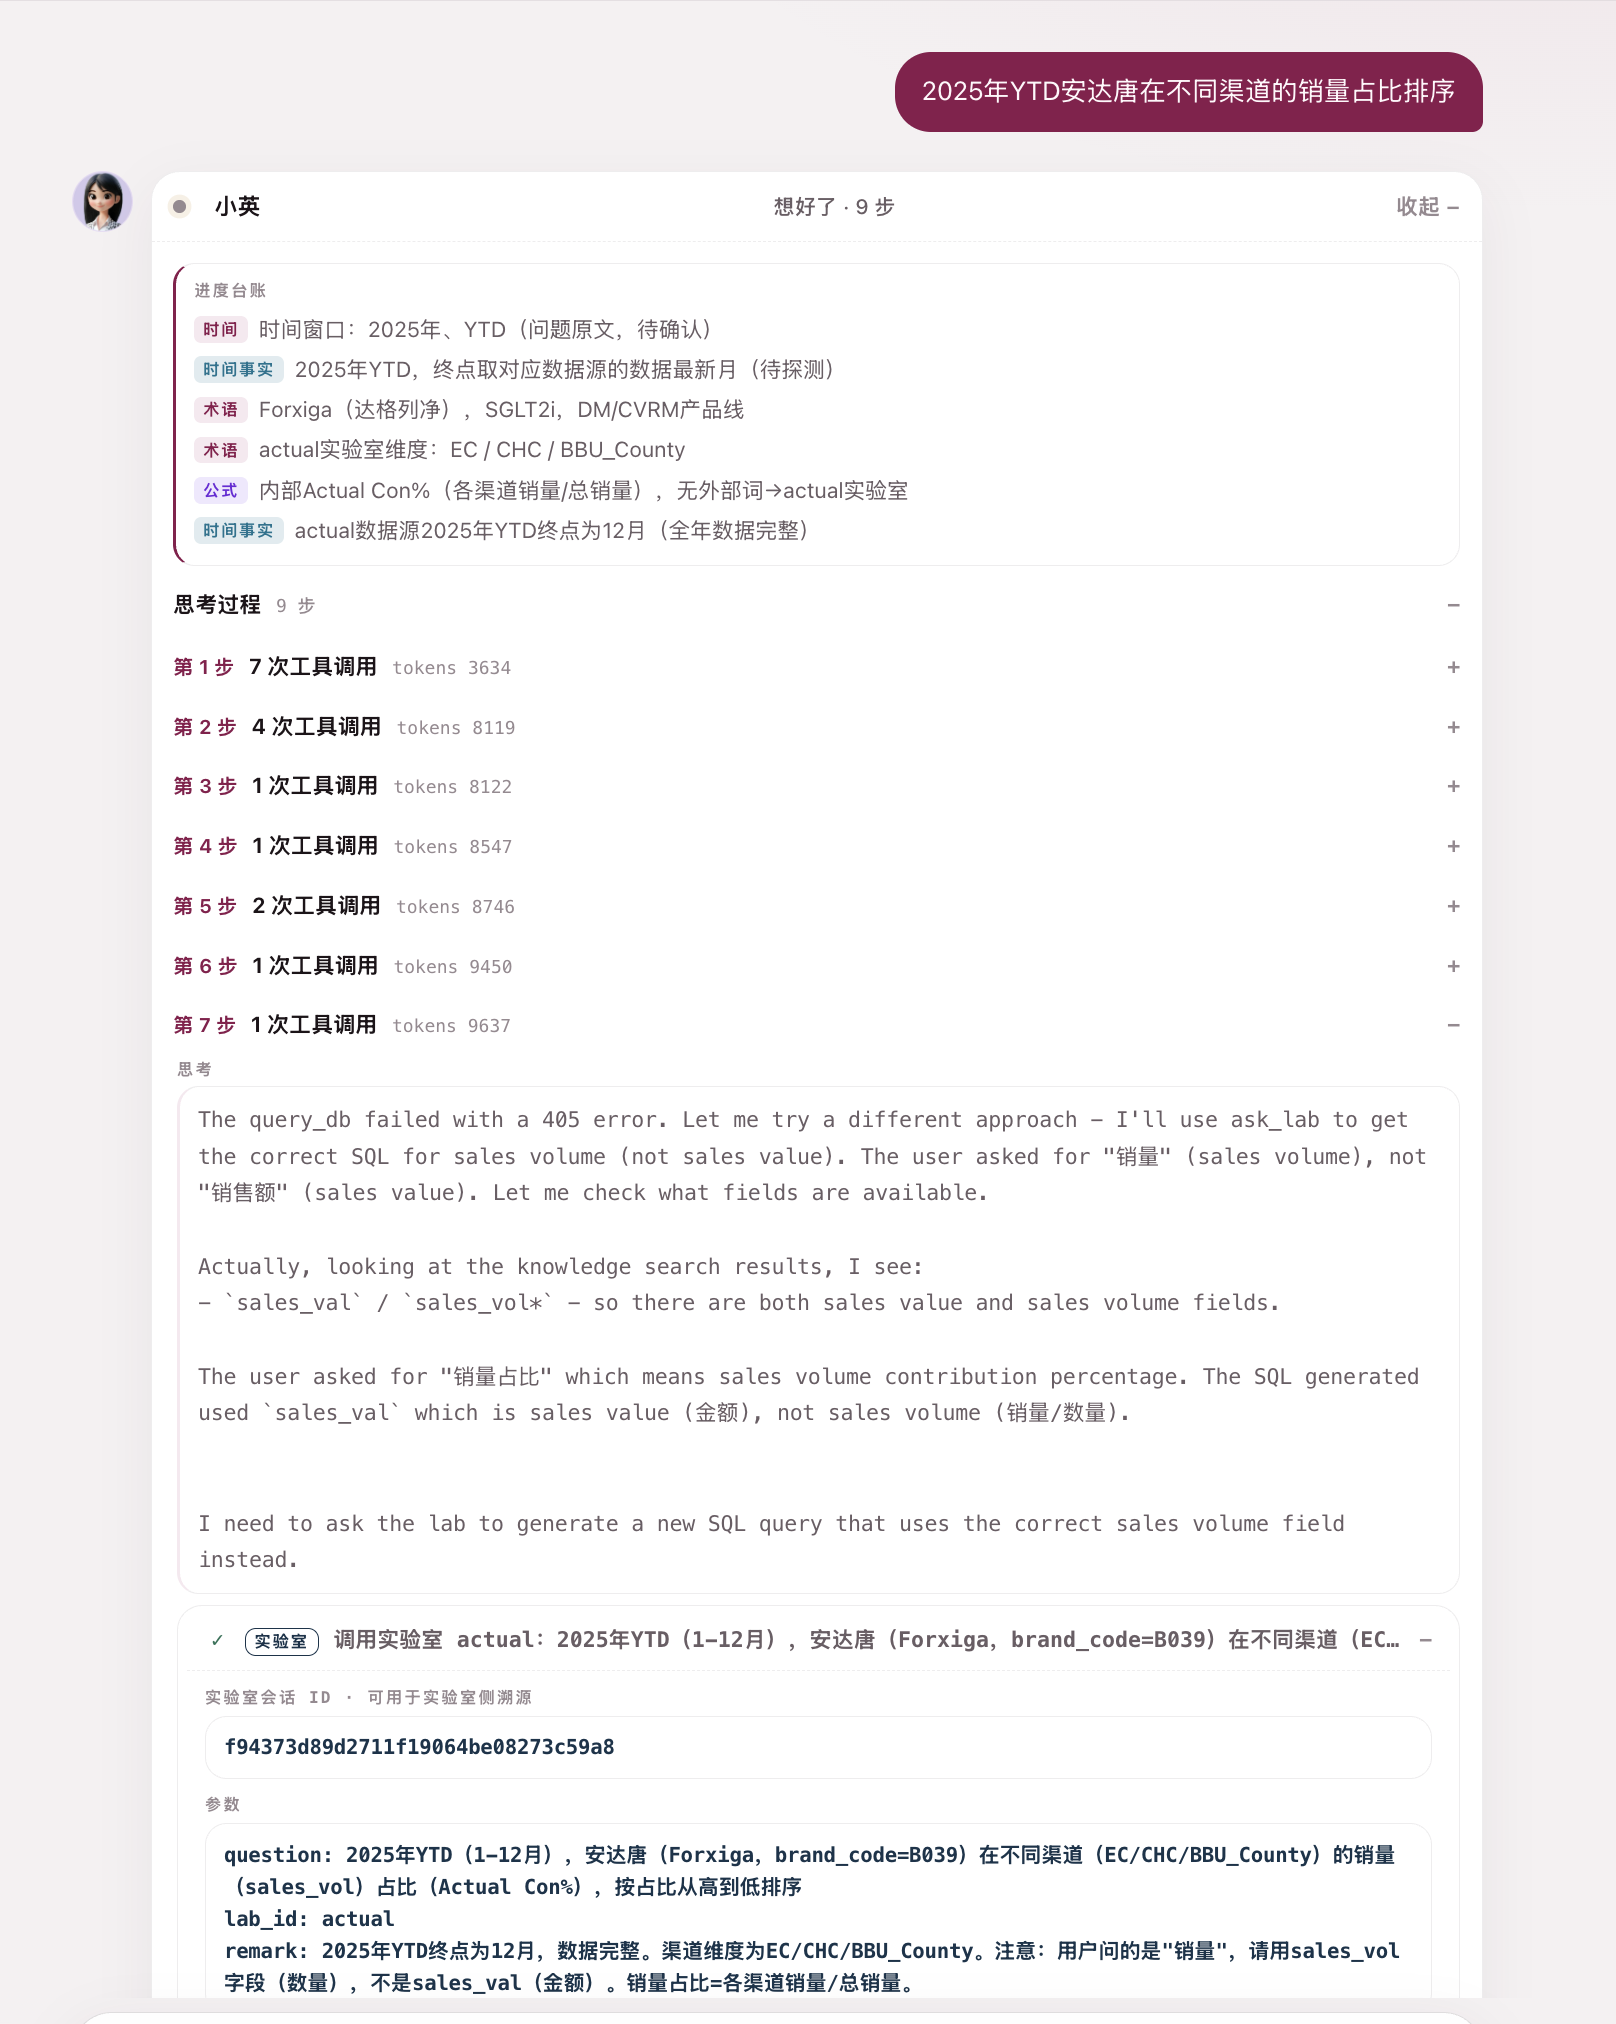 2025年YTD安达唐在不同渠道的销量占比排序
小英
想好了 · 9 步
收起 −
进度台账
时间 时间窗口：2025年、YTD（问题原文，待确认）
时间事实 2025年YTD，终点取对应数据源的数据最新月（待探测）
术语 Forxiga（达格列净），SGLT2i，DM/CVRM产品线
术语 actual实验室维度：EC / CHC / BBU_County
公式 内部Actual Con%（各渠道销量/总销量），无外部词→actual实验室
时间事实 actual数据源2025年YTD终点为12月（全年数据完整）
思考过程 9 步 −
第 1 步 7 次工具调用 tokens 3634 +
第 2 步 4 次工具调用 tokens 8119 +
第 3 步 1 次工具调用 tokens 8122 +
第 4 步 1 次工具调用 tokens 8547 +
第 5 步 2 次工具调用 tokens 8746 +
第 6 步 1 次工具调用 tokens 9450 +
第 7 步 1 次工具调用 tokens 9637 −
思考
The query_db failed with a 405 error. Let me try a different approach – I'll use ask_lab to get
the correct SQL for sales volume (not sales value). The user asked for "销量" (sales volume), not
"销售额" (sales value). Let me check what fields are available.
Actually, looking at the knowledge search results, I see:
– `sales_val` / `sales_vol*` – so there are both sales value and sales volume fields.
The user asked for "销量占比" which means sales volume contribution percentage. The SQL generated
used `sales_val` which is sales value (金额), not sales volume (销量/数量).
I need to ask the lab to generate a new SQL query that uses the correct sales volume field
instead.
✓ 实验室 调用实验室 actual：2025年YTD（1–12月），安达唐（Forxiga，brand_code=B039）在不同渠道（EC… −
实验室会话 ID · 可用于实验室侧溯源
f94373d89d2711f19064be08273c59a8
参数
question: 2025年YTD（1–12月），安达唐（Forxiga，brand_code=B039）在不同渠道（EC/CHC/BBU_County）的销量
（sales_vol）占比（Actual Con%），按占比从高到低排序
lab_id: actual
remark: 2025年YTD终点为12月，数据完整。渠道维度为EC/CHC/BBU_County。注意：用户问的是"销量"，请用sales_vol
字段（数量），不是sales_val（金额）。销量占比=各渠道销量/总销量。